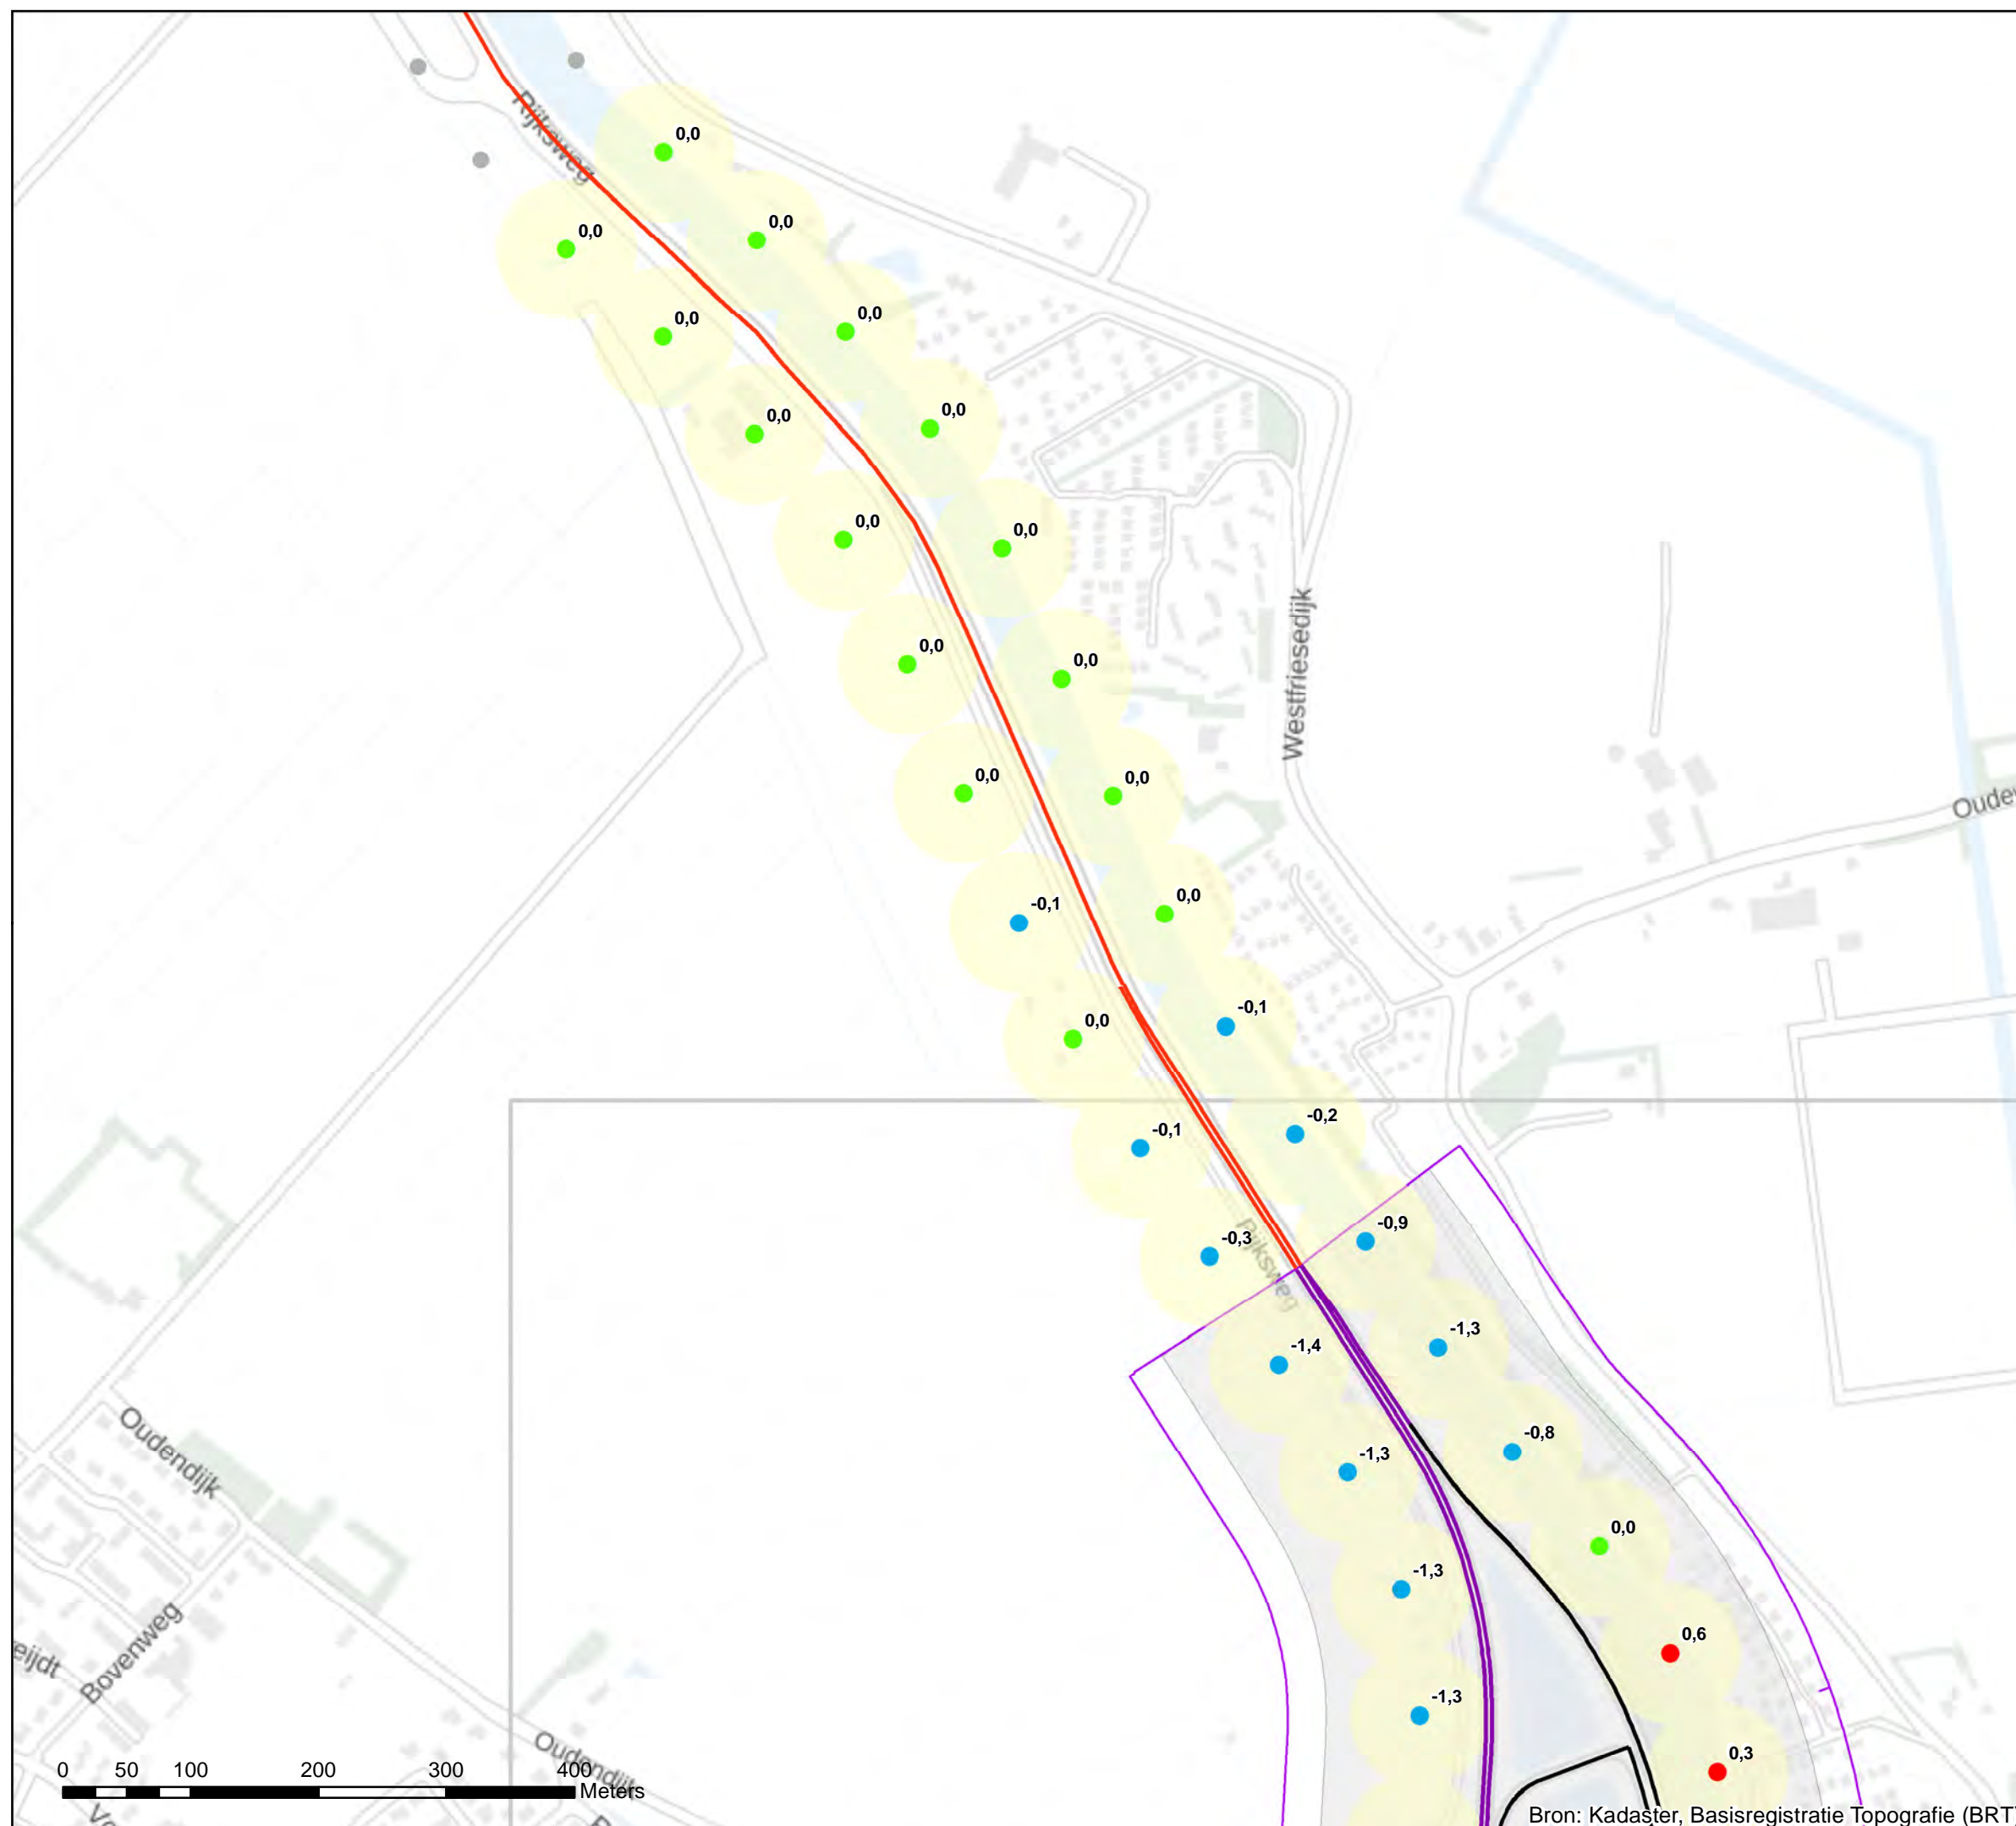 Rijksweg
0,0
0,0
0,0
0,0
0,0
0,0
0,0
0,0
0,0
0,0
Westfriesedijk
0,0
0,0
0,0
Oudev
0,0
-0,1
0,0
-0,1
0,0
-0,2
-0,1
-0,9
-0,3
Rijksweg
-1,3
-1,4
-0,8
-1,3
Oudendijk
0,0
-1,3
0,6
Bovenweg
eijdt
-1,3
0,3
Oudendijk
0 50 100 200 300 400
Meters
Bron: Kadaster, Basisregistratie Topografie (BRT